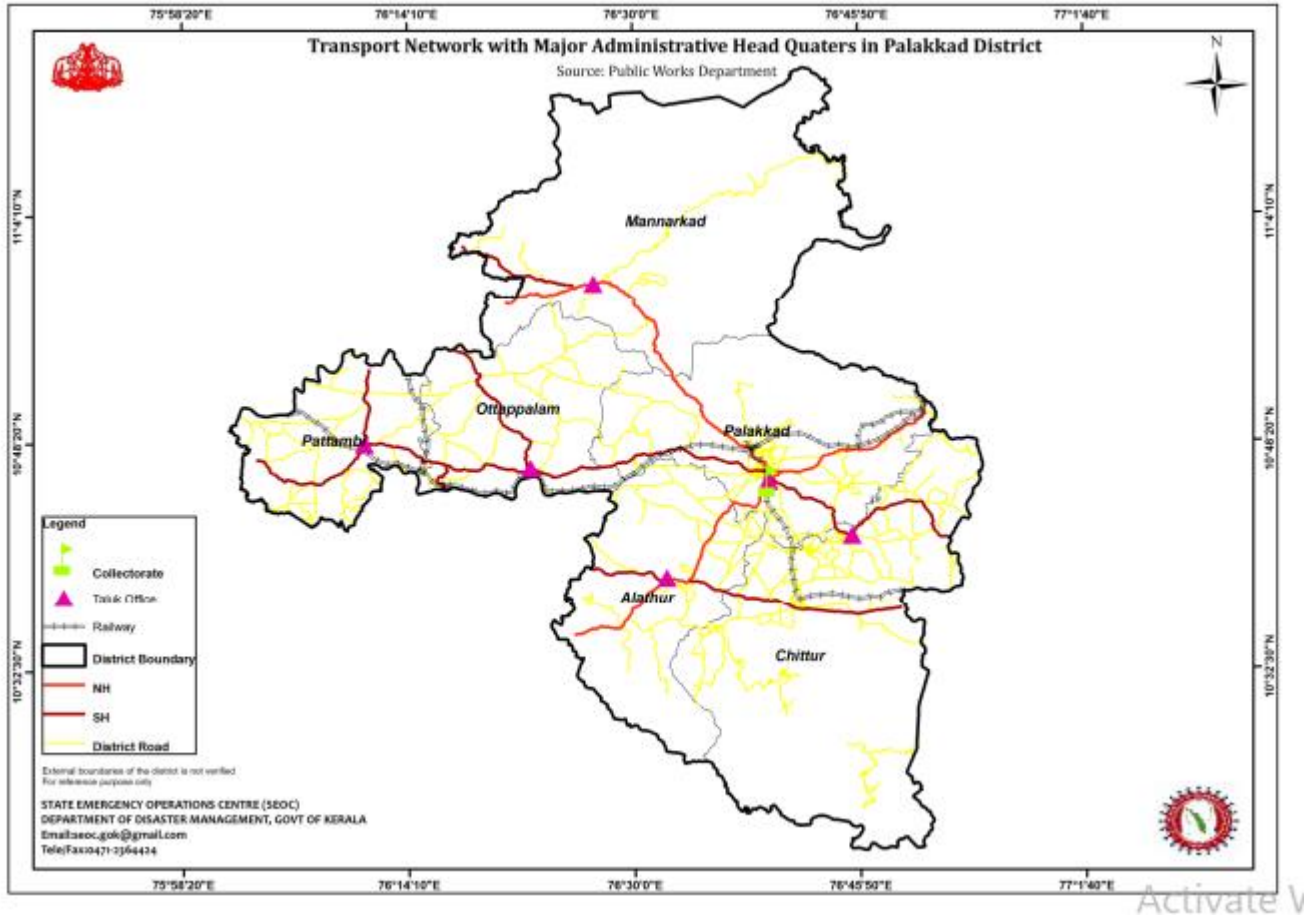 75°58'20"E 76°14'10"E 76°30'0"E 76°45'50"E 77°1'40"E
Transport Network with Major Administrative Head Quaters in Palakkad District
Source: Public Works Department
N
11°4'10"N 11°4'10"N
Mannarkad
Ottappalam
Palakkad
Pattambi
10°48'20"N 10°48'20"N
Legend
Collectorate
Taluk Office
Railway
District Boundary
NH
SH
District Road
Alathur
Chittur
10°32'30"N 10°32'30"N
External boundaries of the district is not verified
For reference purpose only
STATE EMERGENCY OPERATIONS CENTRE (SEOC)
DEPARTMENT OF DISASTER MANAGEMENT, GOVT OF KERALA
Email:seoc.gok@gmail.com
Tele/Fax:0471-2364424
75°58'20"E 76°14'10"E 76°30'0"E 76°45'50"E 77°1'40"E
Activate